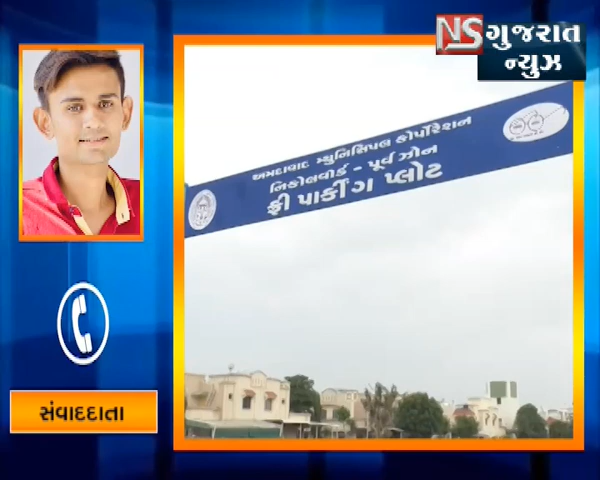 NS ગુજરાત
ન્યુઝ
અમદાવાદ મ્યુનિસિપલ કોર્પોરેશન
નિકોલવોર્ડ - પૂર્વ ઝોન
ફ્રી પાર્કીંગ પ્લોટ
સંવાદદાતા